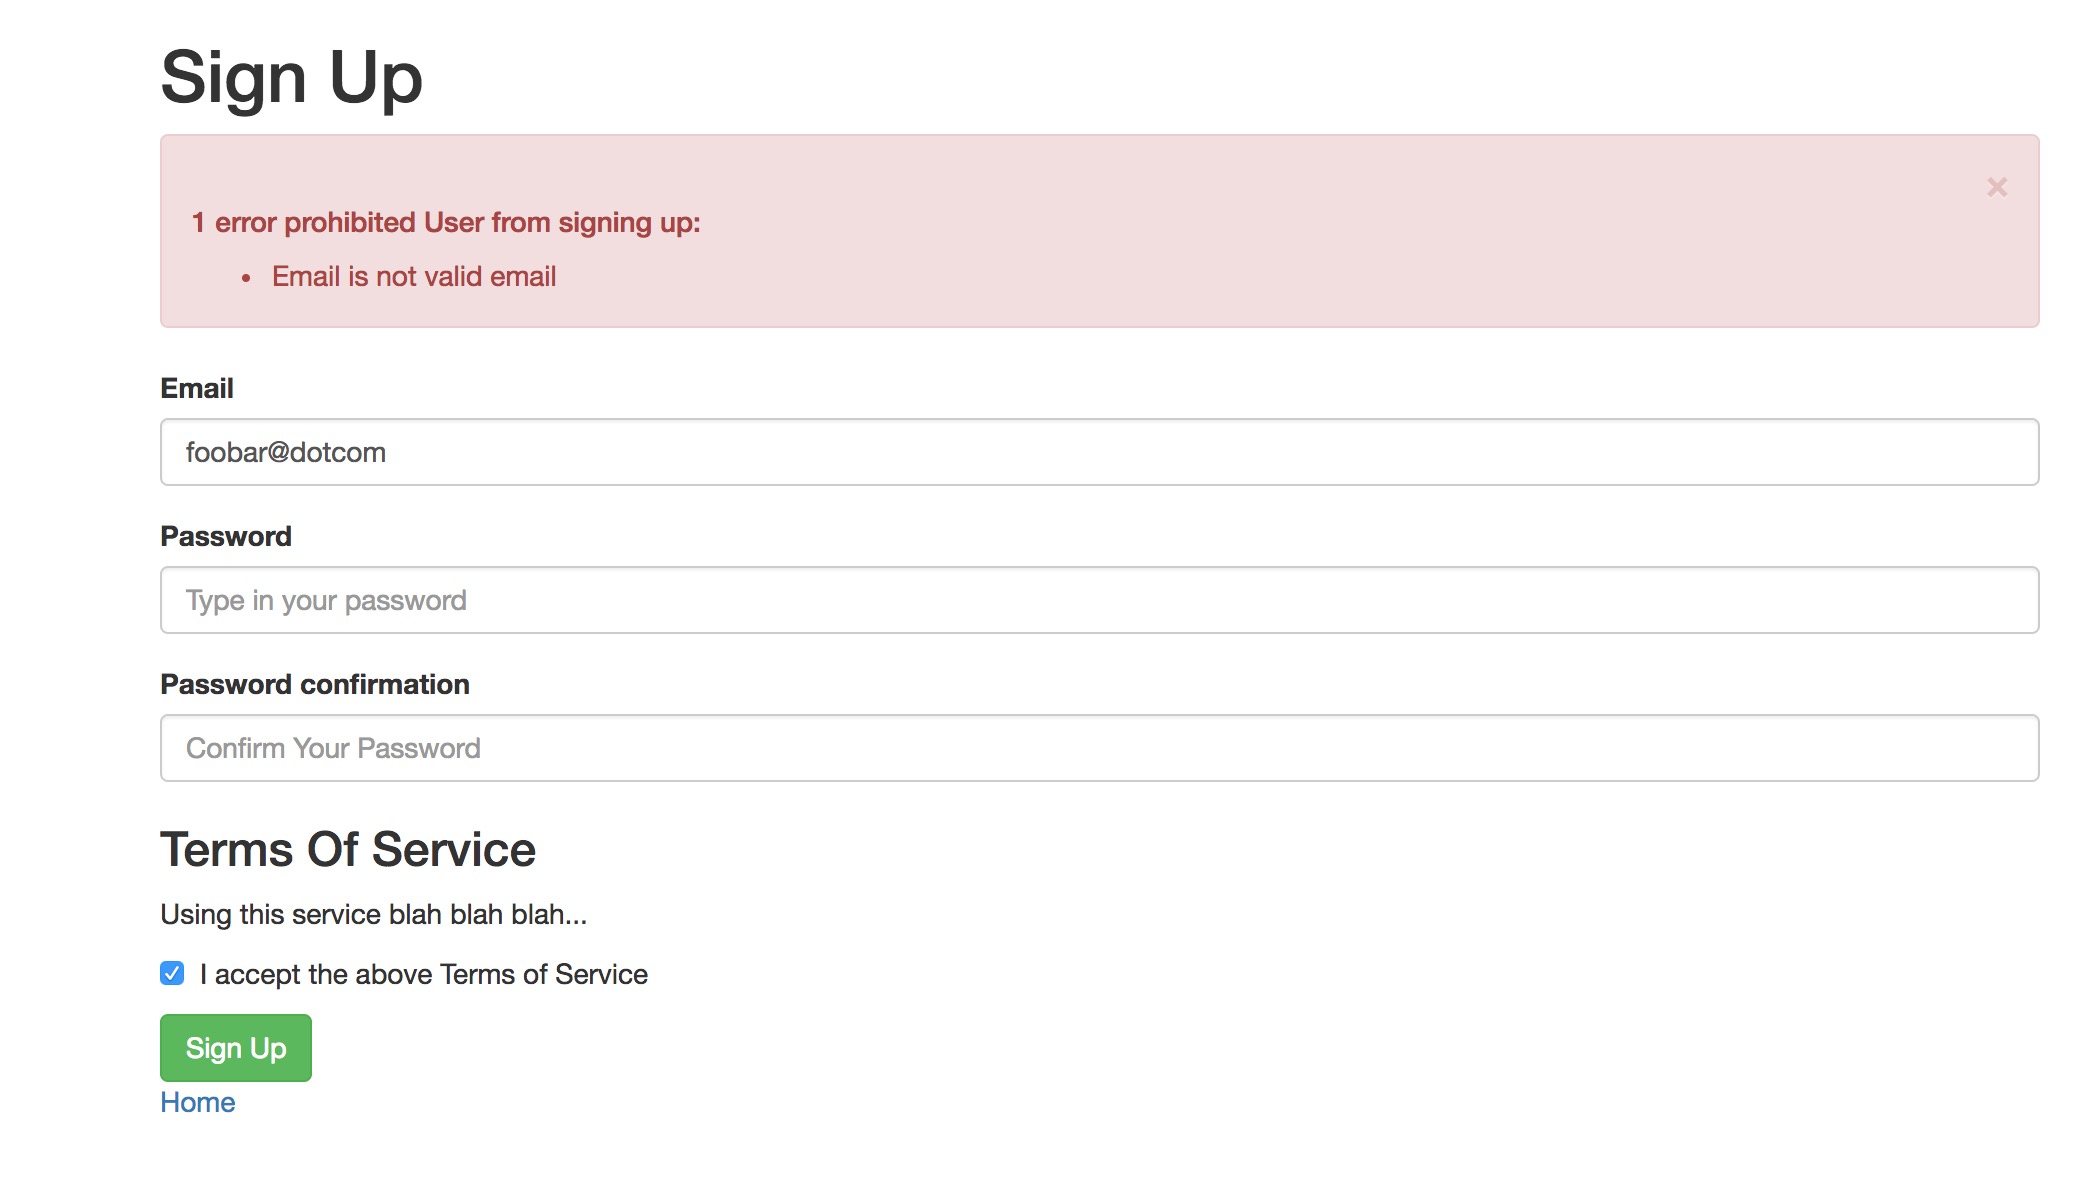 Sign Up
×
1 error prohibited User from signing up:
• Email is not valid email
Email
foobar@dotcom
Password
Type in your password
Password confirmation
Confirm Your Password
Terms Of Service
Using this service blah blah blah...
I accept the above Terms of Service
Sign Up
Home